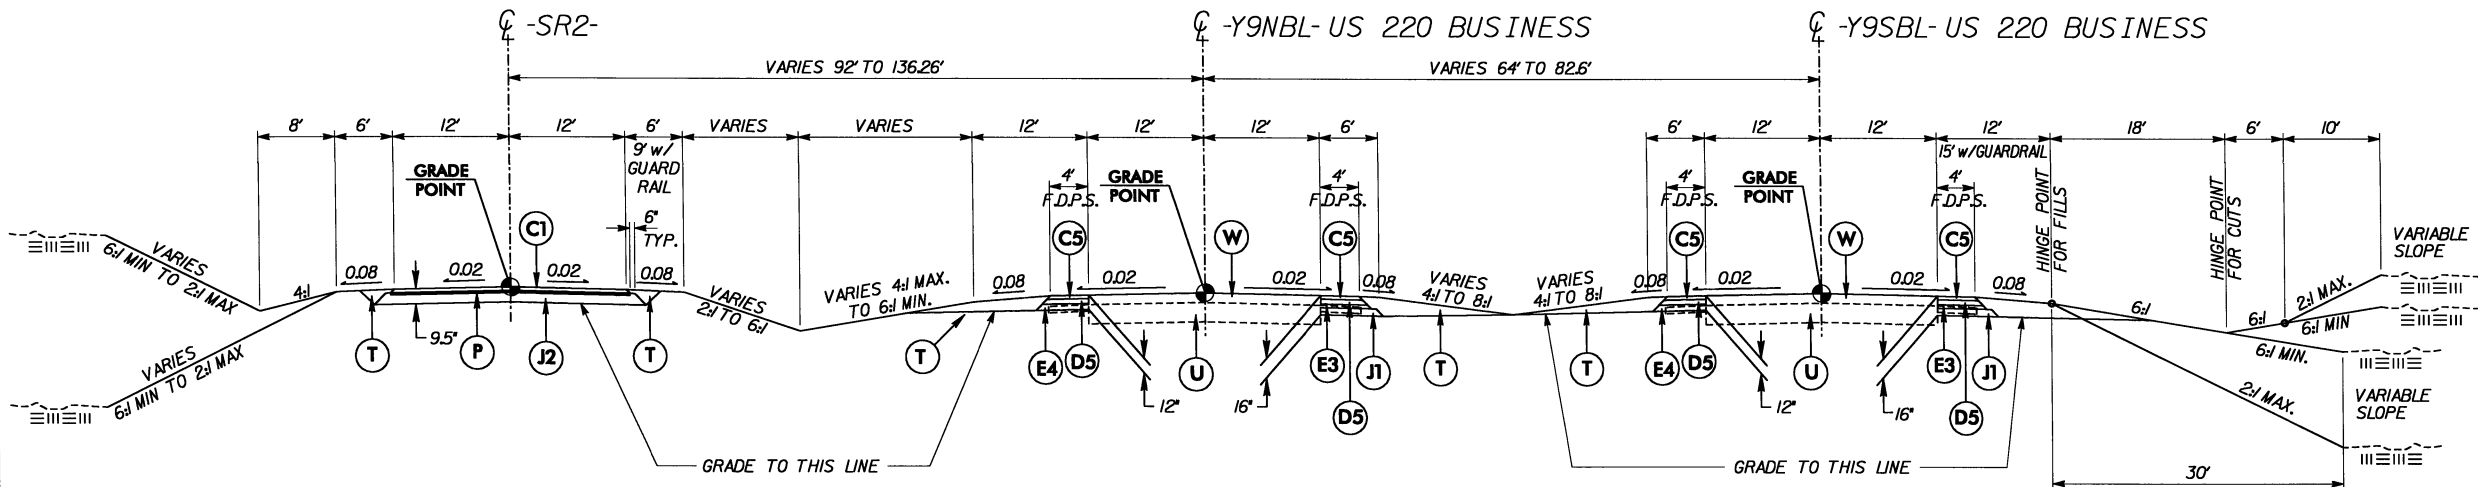 ℄ -SR2-
℄ -Y9NBL- US 220 BUSINESS
℄ -Y9SBL- US 220 BUSINESS
VARIES 92' TO 136.26'
VARIES 64' TO 82.6'
8'
6'
12'
12'
6'
VARIES
VARIES
12'
12'
12'
6'
6'
12'
12'
12'
18'
6'
10'
9' w/
GUARD
RAIL
15' w/GUARDRAIL
GRADE
POINT
GRADE
POINT
GRADE
POINT
4'
F.D.P.S.
4'
F.D.P.S.
4'
F.D.P.S.
4'
F.D.P.S.
HINGE POINT
FOR FILLS
HINGE POINT
FOR CUTS
6"
TYP.
C1
C5
W
C5
C5
W
C5
VARIABLE
SLOPE
VARIES
6:1 MIN TO 2:1 MAX
4:1
0.08
0.02
0.02
0.08
VARIES
2:1 TO 6:1
VARIES 4:1 MAX.
TO 6:1 MIN.
0.08
0.02
0.02
0.08
VARIES
4:1 TO 8:1
VARIES
4:1 TO 8:1
0.08
0.02
0.02
0.08
6:1
6:1
2:1 MAX.
6:1 MIN
6:1 MIN.
VARIES
6:1 MIN TO 2:1 MAX
T
9.5"
P
J2
T
T
E4
D5
U
E3
J1
T
T
E4
D5
U
E3
J1
12"
16"
D5
12"
16"
D5
2:1 MAX.
VARIABLE
SLOPE
GRADE TO THIS LINE
GRADE TO THIS LINE
30'